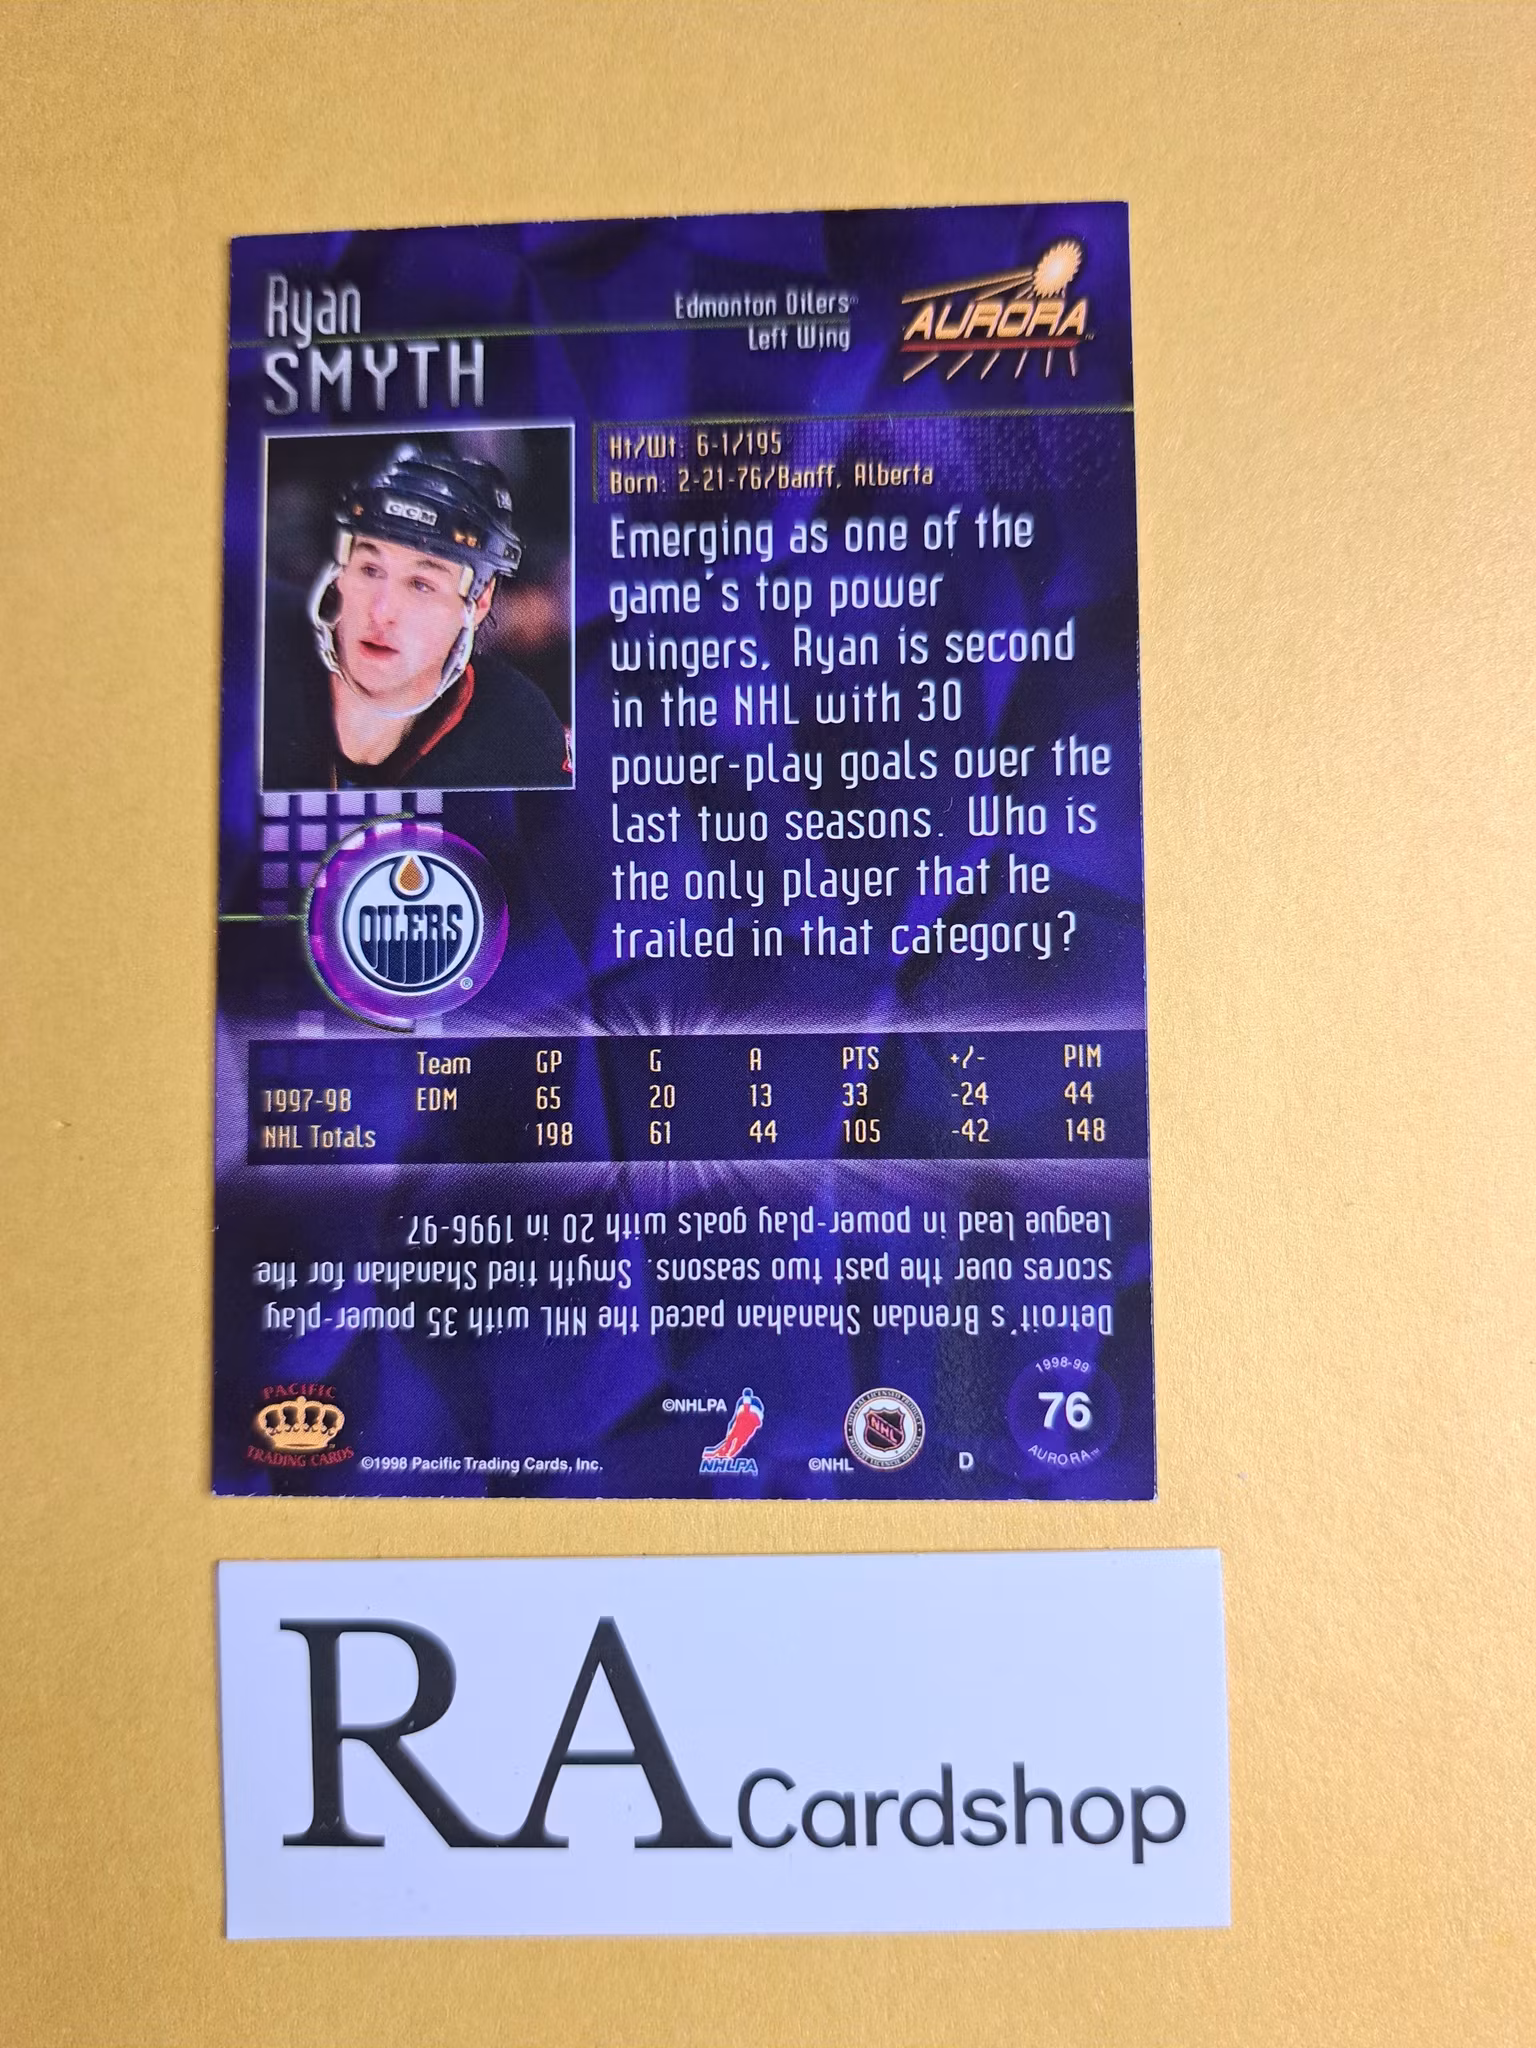 Ryan
SMYTH
Edmonton Oilers
Left Wing
AURORA™
Ht/Wt: 6-1/195
Born: 2-21-76/Banff, Alberta
CCM
Emerging as one of the
game's top power
wingers, Ryan is second
in the NHL with 30
power-play goals over the
last two seasons. Who is
the only player that he
trailed in that category?
OILERS
®
Team GP G A PTS +/- PIM
1997-98 EDM 65 20 13 33 -24 44
NHL Totals 198 61 44 105 -42 148
Detroit's Brendan Shanahan paced the NHL with 35 power-play
scores over the past two seasons. Smyth tied Shanahan for the
league lead in power-play goals with 20 in 1996-97.
PACIFIC
TRADING CARDS
©1998 Pacific Trading Cards, Inc.
©NHLPA
NHLPA
©NHL
NHL
D
1998-99
76
AURORA™
RA Cardshop